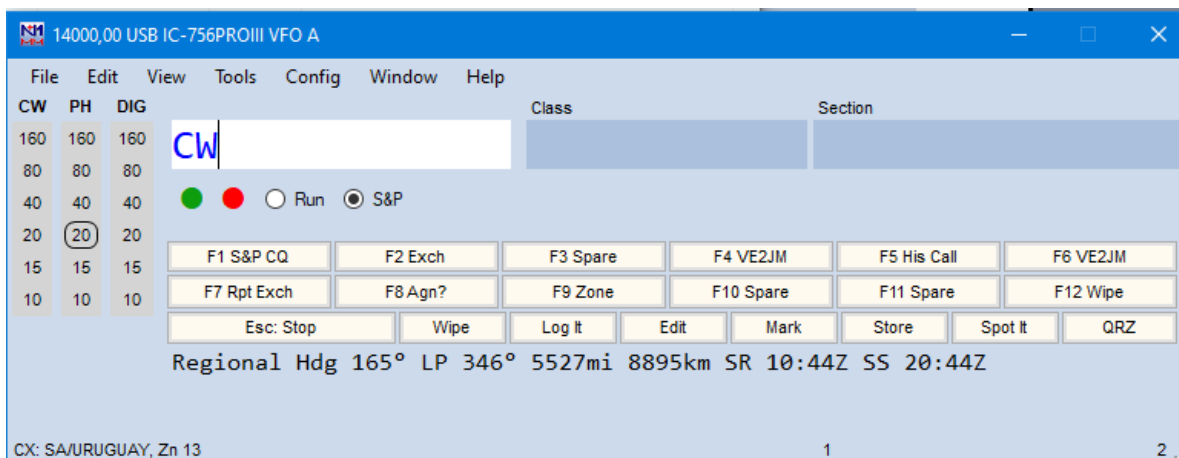 N1
MM
14000,00 USB IC-756PROIII VFO A
File Edit View Tools Config Window Help
CW PH DIG
160 160 160
80 80 80
40 40 40
20 20 20
15 15 15
10 10 10
Class Section
CW
Run S&P
F1 S&P CQ F2 Exch F3 Spare F4 VE2JM F5 His Call F6 VE2JM
F7 Rpt Exch F8 Agn? F9 Zone F10 Spare F11 Spare F12 Wipe
Esc: Stop Wipe Log It Edit Mark Store Spot It QRZ
Regional Hdg 165° LP 346° 5527mi 8895km SR 10:44Z SS 20:44Z
CX: SA/URUGUAY, Zn 13 1 2